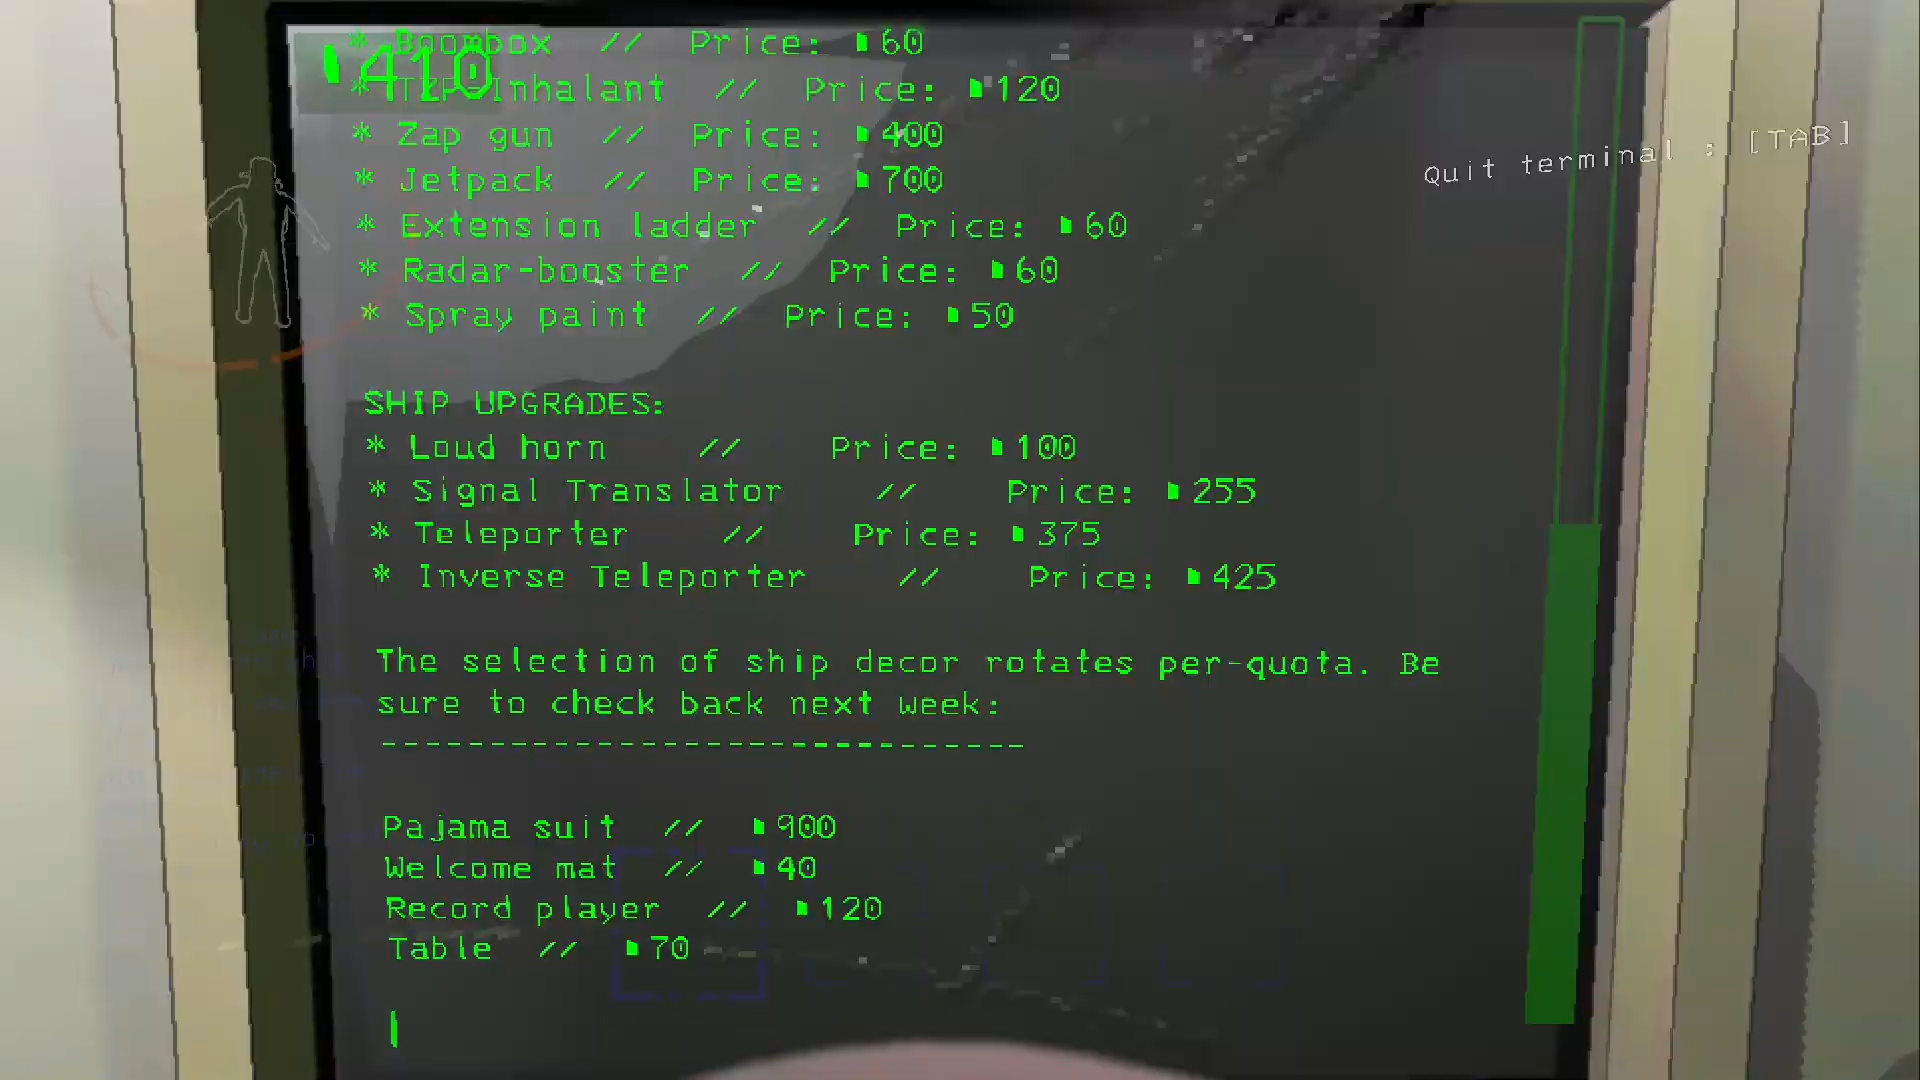 * Boombox // Price: ▮60
▮410
* TZP-Inhalant // Price: ▮120
* Zap gun // Price: ▮400
* Jetpack // Price: ▮700
* Extension ladder // Price: ▮60
* Radar-booster // Price: ▮60
* Spray paint // Price: ▮50
Quit terminal : [TAB]
SHIP UPGRADES:
* Loud horn // Price: ▮100
* Signal Translator // Price: ▮255
* Teleporter // Price: ▮375
* Inverse Teleporter // Price: ▮425
The selection of ship decor rotates per-quota. Be
sure to check back next week:
------------------------------
Pajama suit // ▮900
Welcome mat // ▮40
Record player // ▮120
Table // ▮70